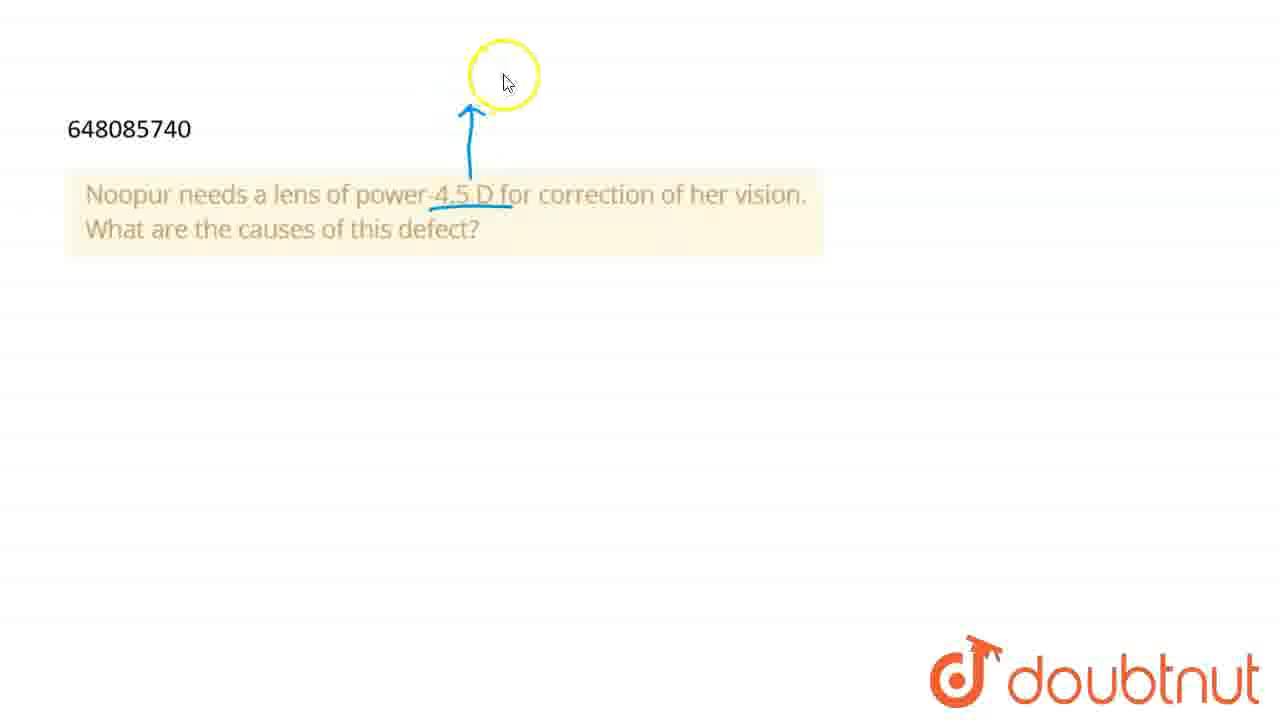 648085740
Noopur needs a lens of power-4.5 D for correction of her vision.
What are the causes of this defect?
doubtnut